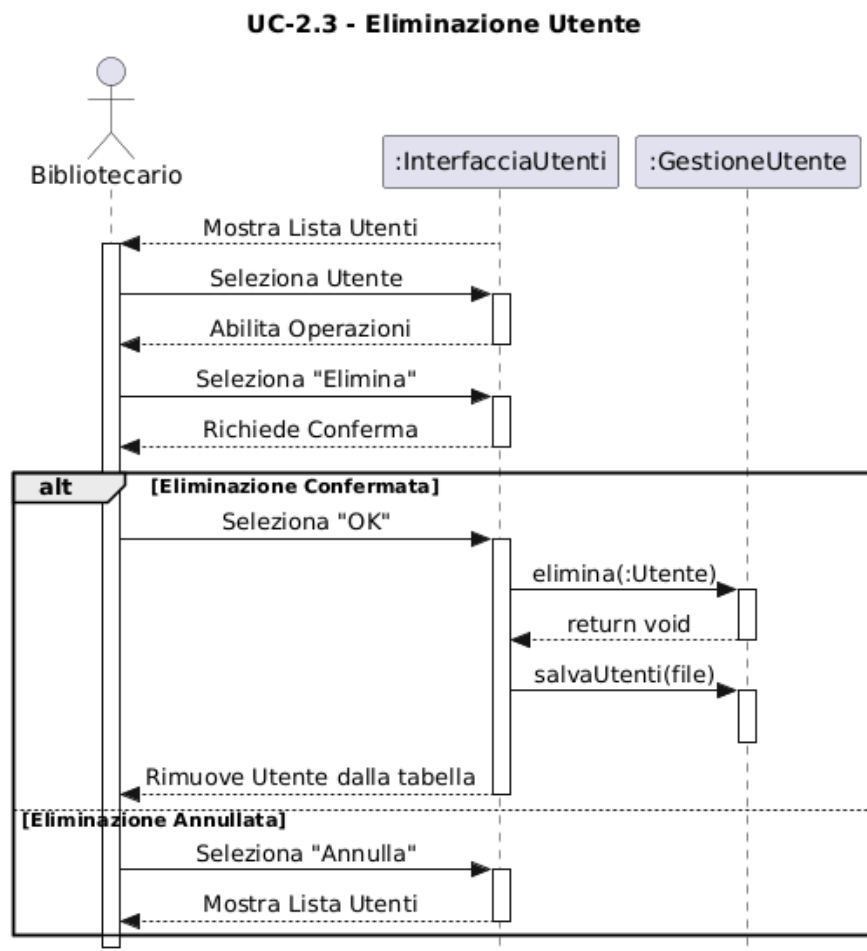 UC-2.3 - Eliminazione Utente
Bibliotecario
:InterfacciaUtenti
:GestioneUtente
Mostra Lista Utenti
Seleziona Utente
Abilita Operazioni
Seleziona "Elimina"
Richiede Conferma
alt
[Eliminazione Confermata]
Seleziona "OK"
elimina(:Utente)
return void
salvaUtenti(file)
Rimuove Utente dalla tabella
[Eliminazione Annullata]
Seleziona "Annulla"
Mostra Lista Utenti